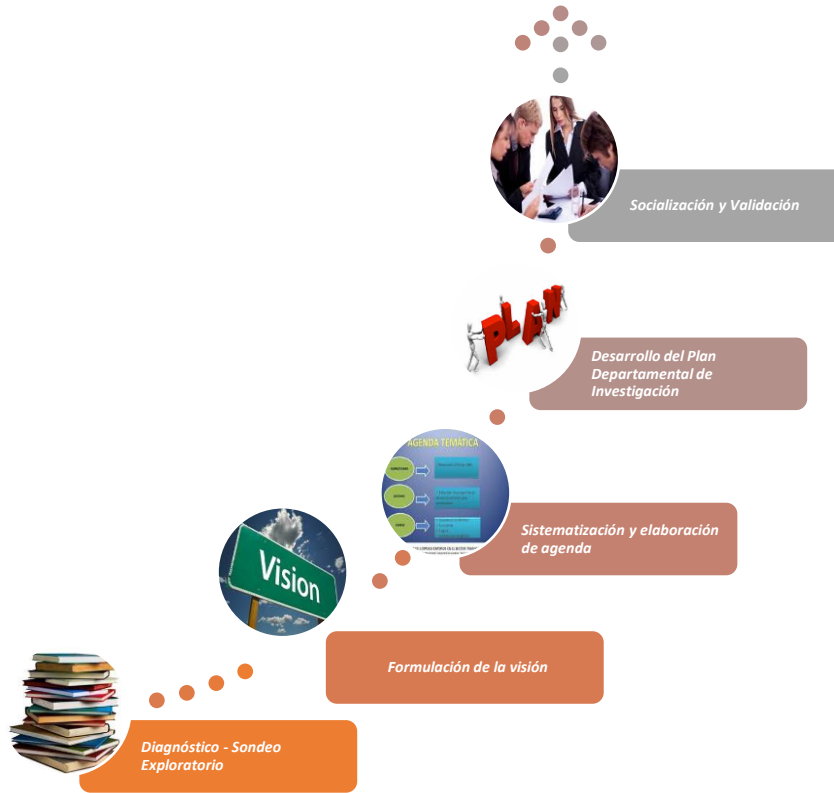 Socialización y Validación
PLAN
Desarrollo del Plan
Departamental de
Investigación
AGENDA TEMÁTICA
Sistematización y elaboración
de agenda
Vision
Formulación de la visión
Diagnóstico - Sondeo
Exploratorio